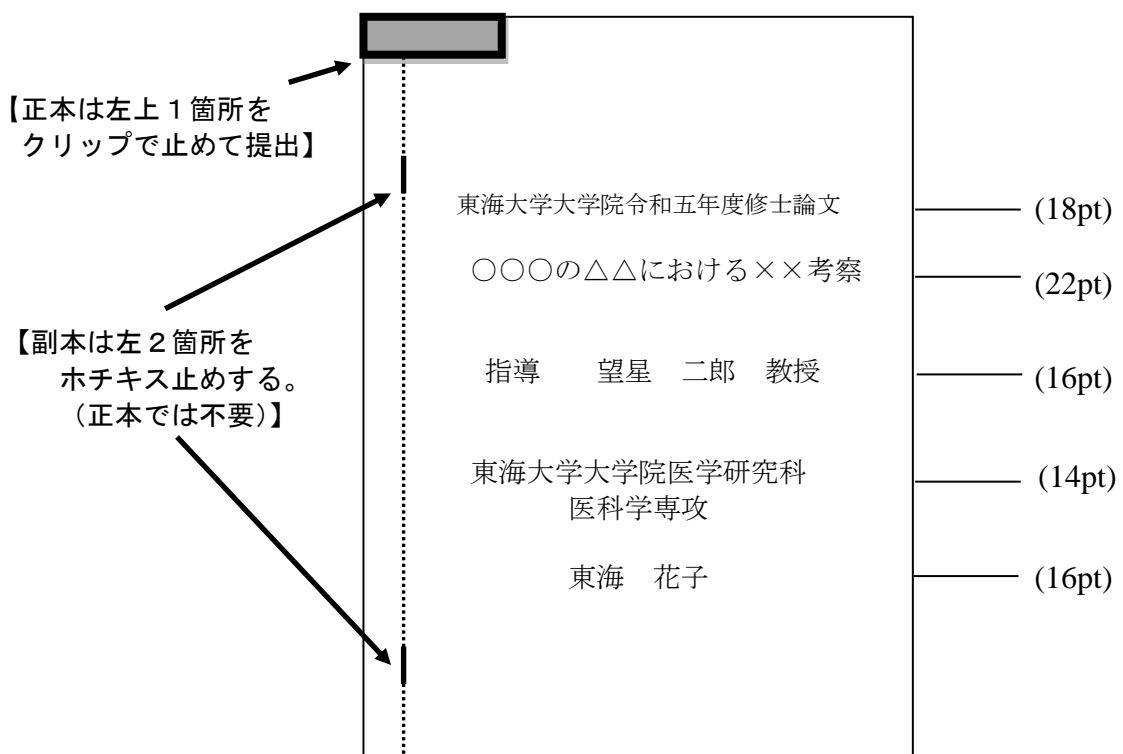 【正本は左上１箇所を
クリップで止めて提出】
東海大学大学院令和五年度修士論文
(18pt)
〇〇〇の△△における××考察
(22pt)
【副本は左２箇所を
ホチキス止めする。
（正本では不要）】
指導　　望星　二郎　教授
(16pt)
東海大学大学院医学研究科
医科学専攻
(14pt)
東海　花子
(16pt)